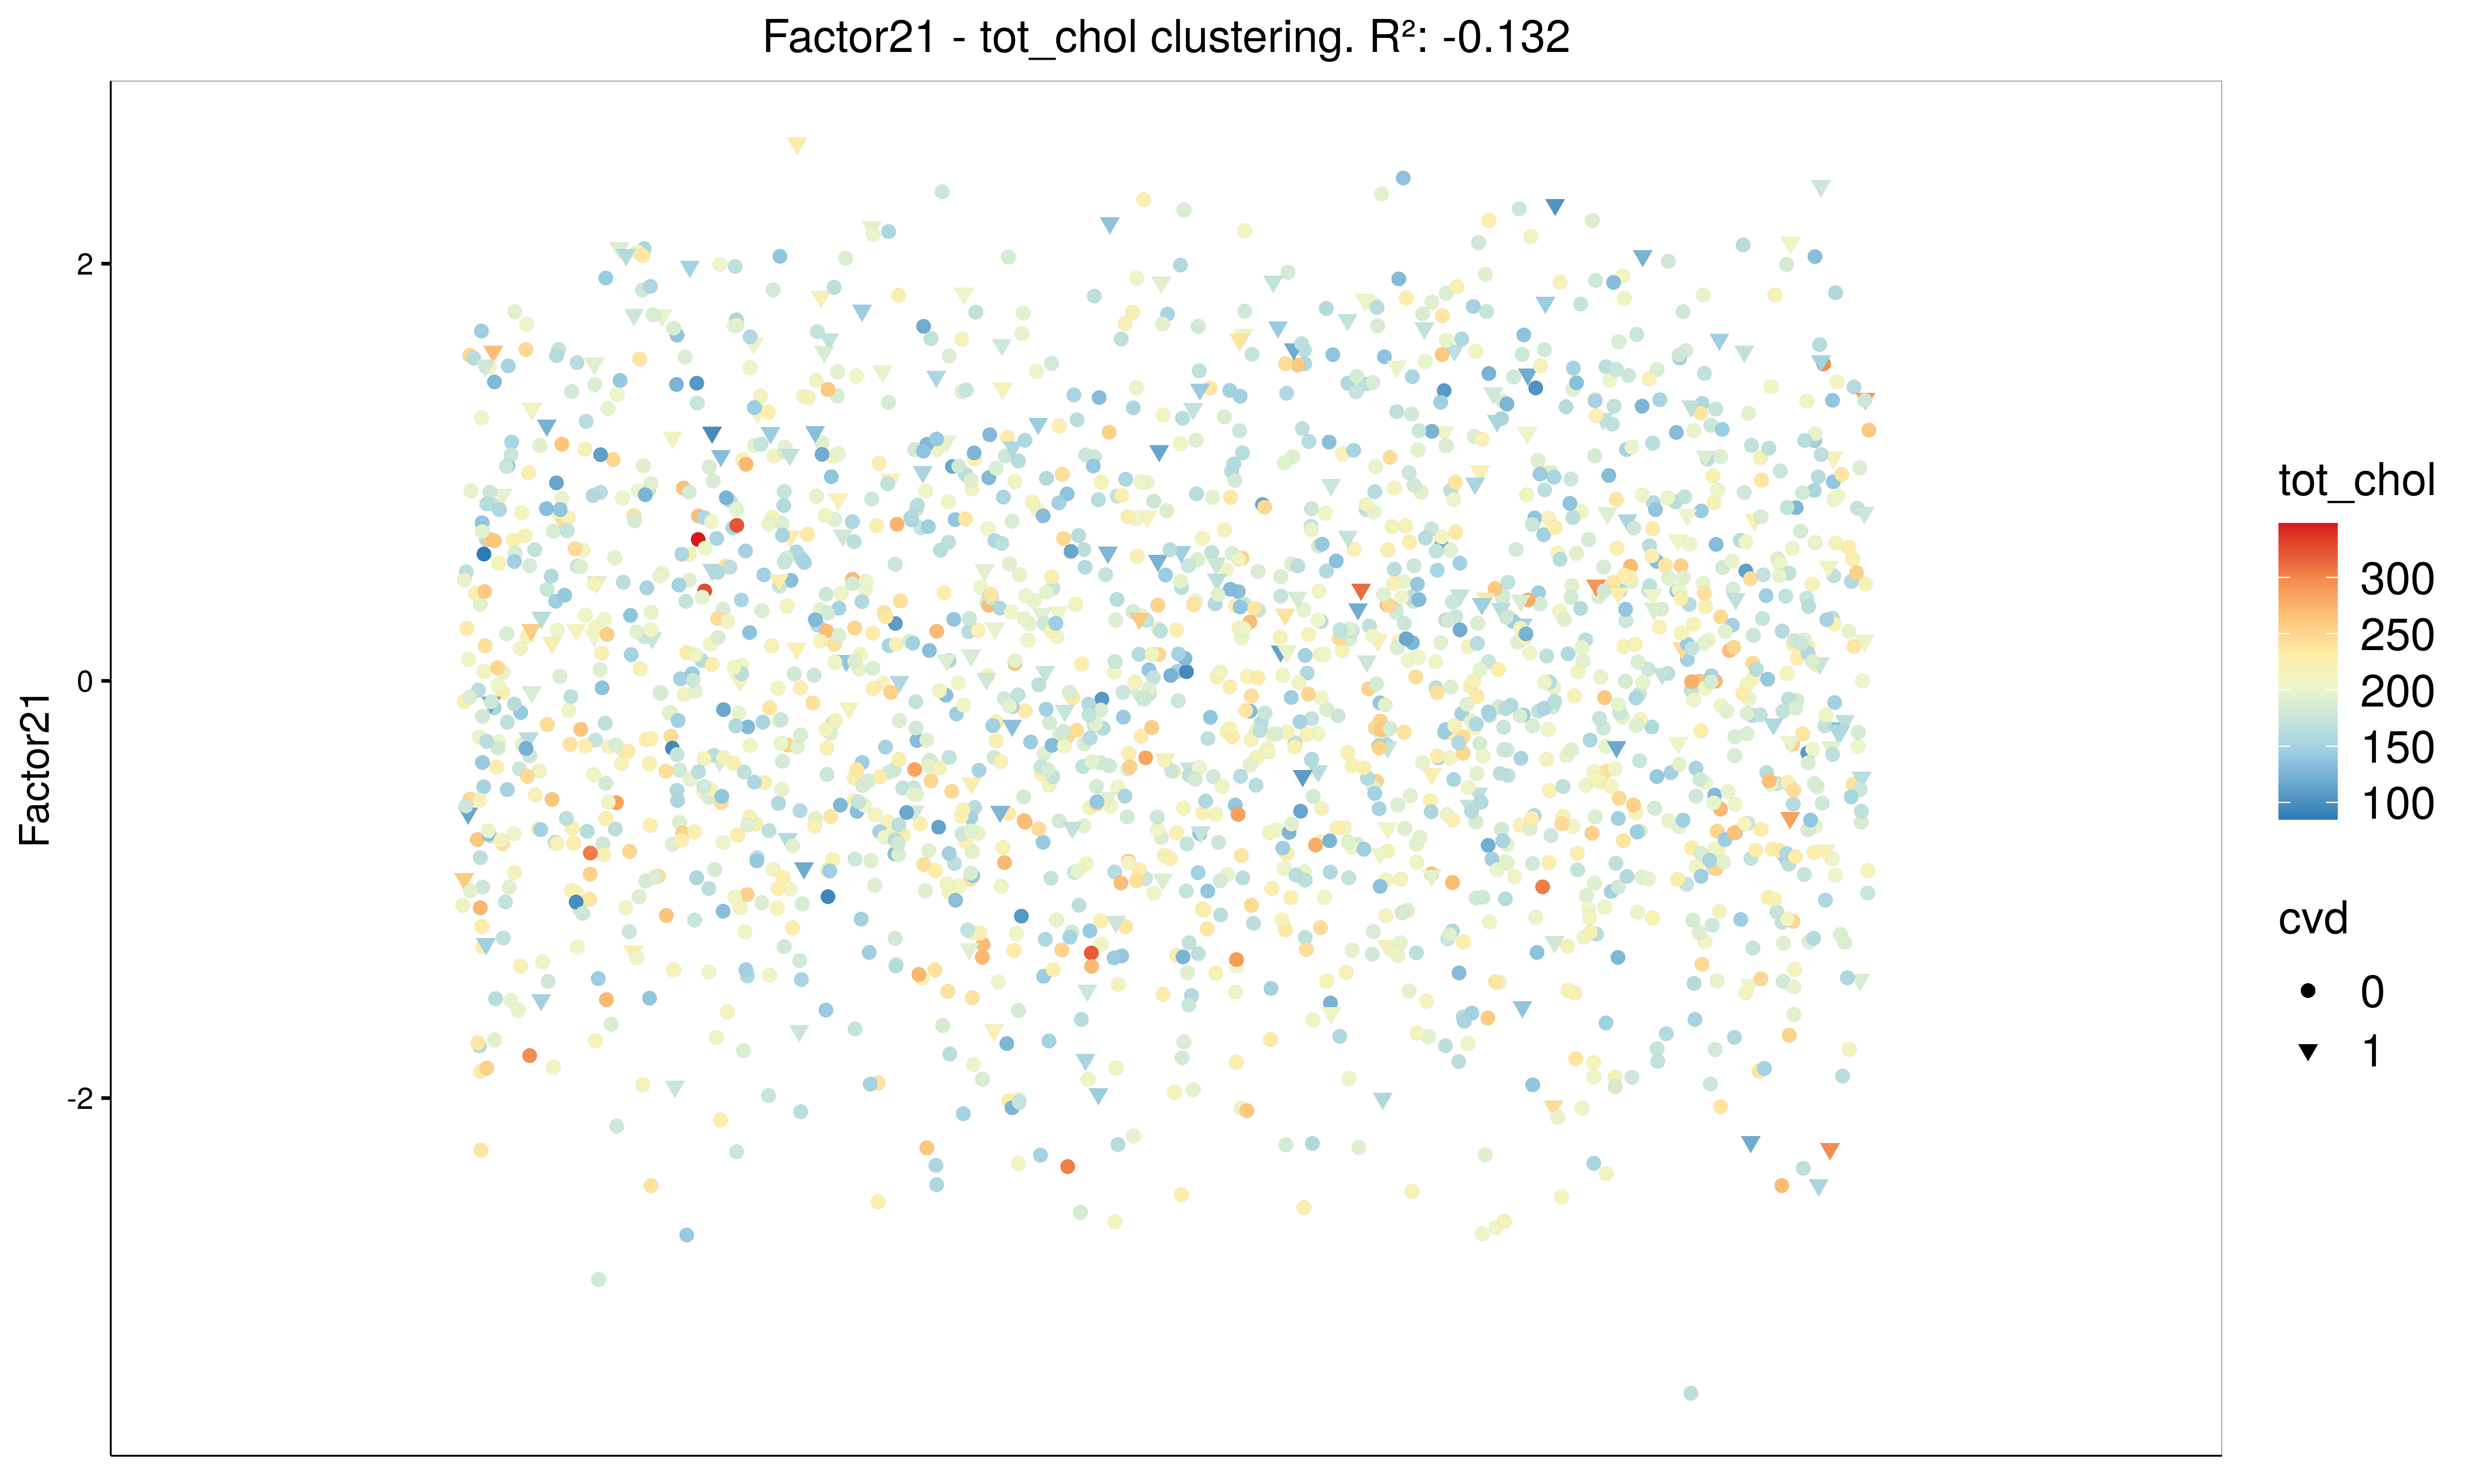 Factor21 - tot_chol clustering. R²: -0.132
Factor21
2
0
-2
tot_chol
300
250
200
150
100
cvd
0
1